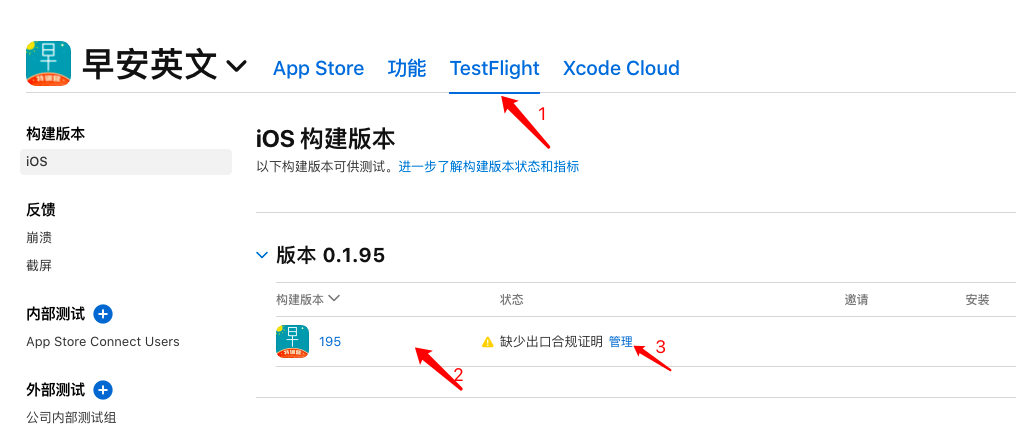 早
特课版
早安英文
App Store 功能 TestFlight Xcode Cloud
1
构建版本
iOS
反馈
崩溃
截屏
内部测试
App Store Connect Users
外部测试
公司内部测试组
iOS 构建版本
以下构建版本可供测试。进一步了解构建版本状态和指标
版本 0.1.95
构建版本 状态 邀请 安装
早
195 缺少出口合规证明 管理
2 3